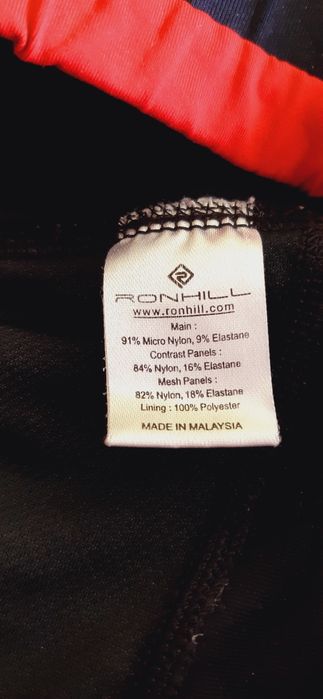 RONHILL
www.ronhill.com
Main :
91% Micro Nylon, 9% Elastane
Contrast Panels :
84% Nylon, 16% Elastane
Mesh Panels :
82% Nylon, 18% Elastane
Lining : 100% Polyester
MADE IN MALAYSIA